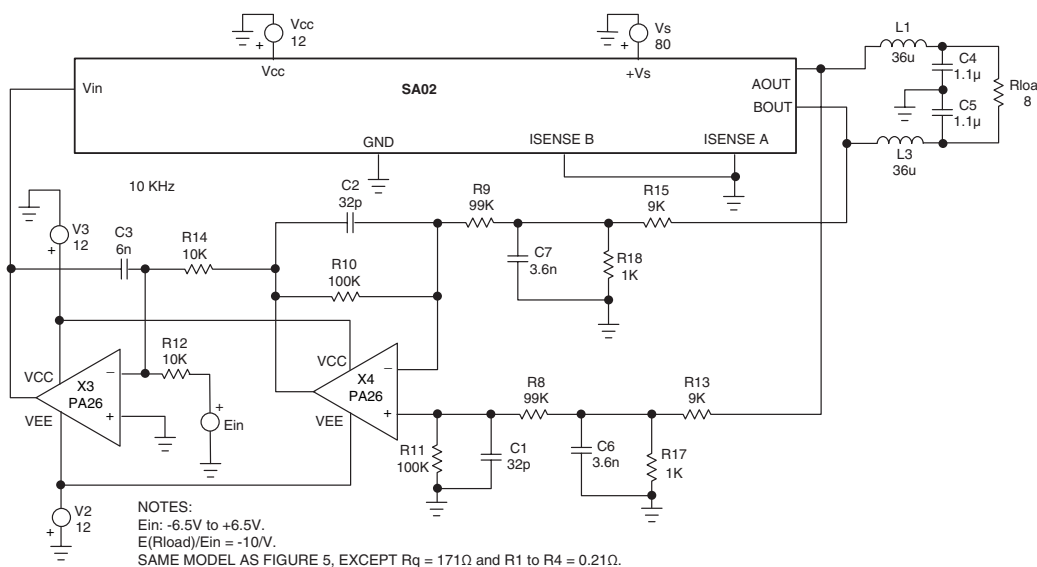 Vcc
12
Vs
80
L1
36u
Vcc
+Vs
Vin
SA02
AOUT
BOUT
C4
1.1µ
C5
1.1µ
Rloa
8
GND
ISENSE B
ISENSE A
L3
36u
10 KHz
C2
32p
R9
99K
R15
9K
V3
12
C3
6n
R14
10K
R10
100K
C7
3.6n
R18
1K
R12
10K
VCC
X3
PA26
VEE
Ein
VCC
X4
PA26
VEE
R8
99K
R13
9K
R11
100K
C1
32p
C6
3.6n
R17
1K
V2
12
NOTES:
Ein: -6.5V to +6.5V.
E(Rload)/Ein = -10/V.
SAME MODEL AS FIGURE 5, EXCEPT Rq = 171Ω and R1 to R4 = 0.21Ω.